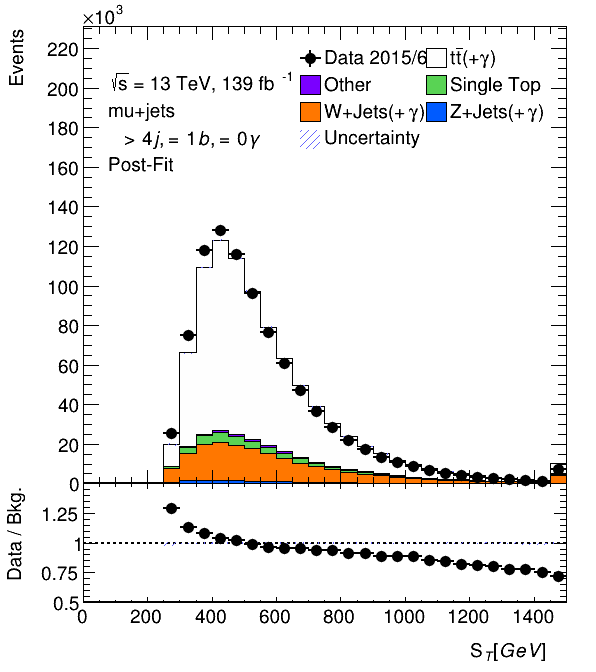 ×10³
Events
220
200
180
160
140
120
100
80
60
40
20
0
√s = 13 TeV, 139 fb⁻¹
mu+jets
> 4j, = 1b, = 0γ
Post-Fit
Data 2015/6
tt̄(+γ)
Other
Single Top
W+Jets(+γ)
Z+Jets(+γ)
Uncertainty
Data / Bkg.
1.25
1
0.75
0.5
0 200 400 600 800 1000 1200 1400
S_T[GeV]